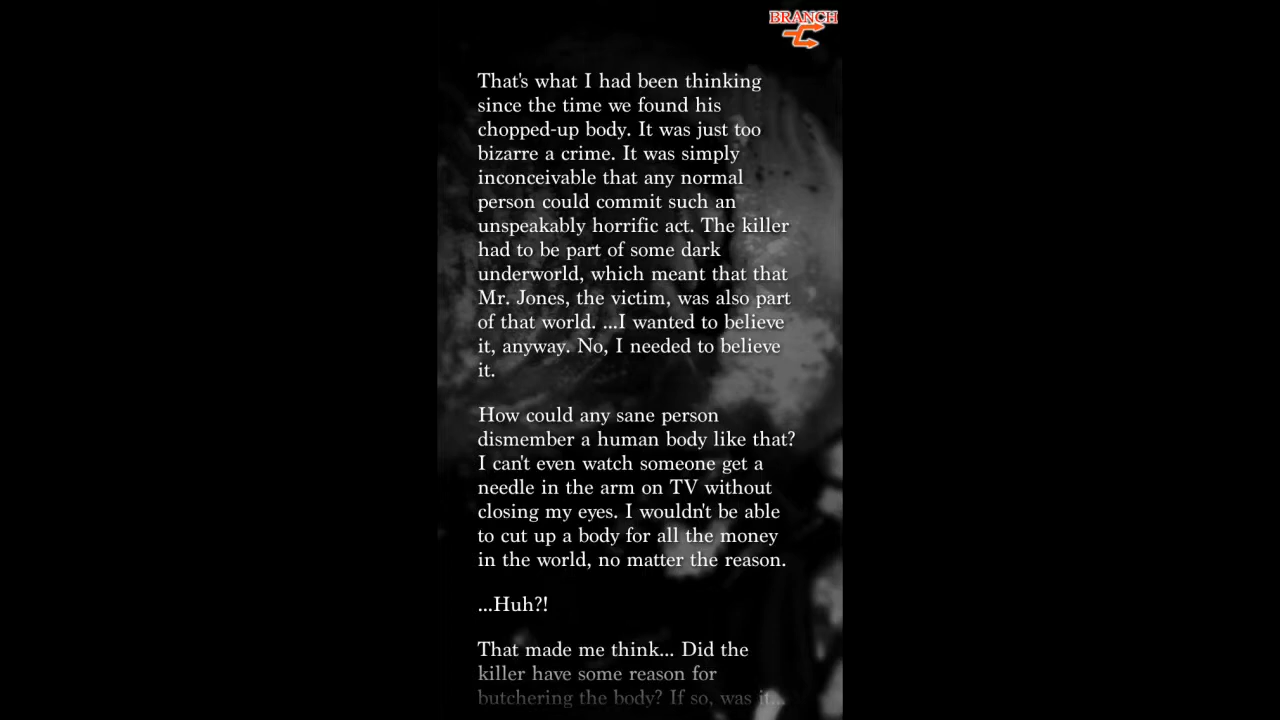 BRANCH
That's what I had been thinking
since the time we found his
chopped-up body. It was just too
bizarre a crime. It was simply
inconceivable that any normal
person could commit such an
unspeakably horrific act. The killer
had to be part of some dark
underworld, which meant that that
Mr. Jones, the victim, was also part
of that world. ...I wanted to believe
it, anyway. No, I needed to believe
it.
How could any sane person
dismember a human body like that?
I can't even watch someone get a
needle in the arm on TV without
closing my eyes. I wouldn't be able
to cut up a body for all the money
in the world, no matter the reason.
...Huh?!
That made me think... Did the
killer have some reason for
butchering the body? If so, was it...